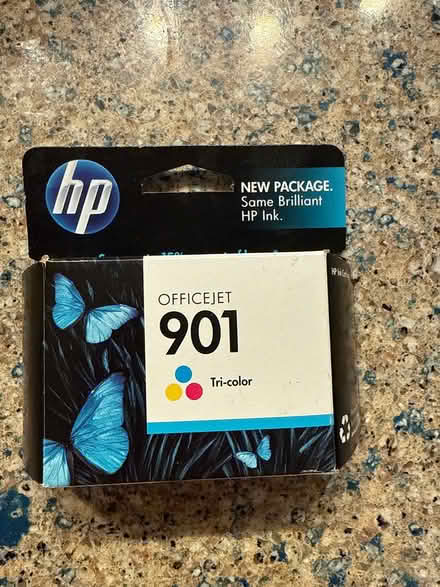 hp
NEW PACKAGE.
Same Brilliant
HP Ink.
OFFICEJET
901
Tri-color